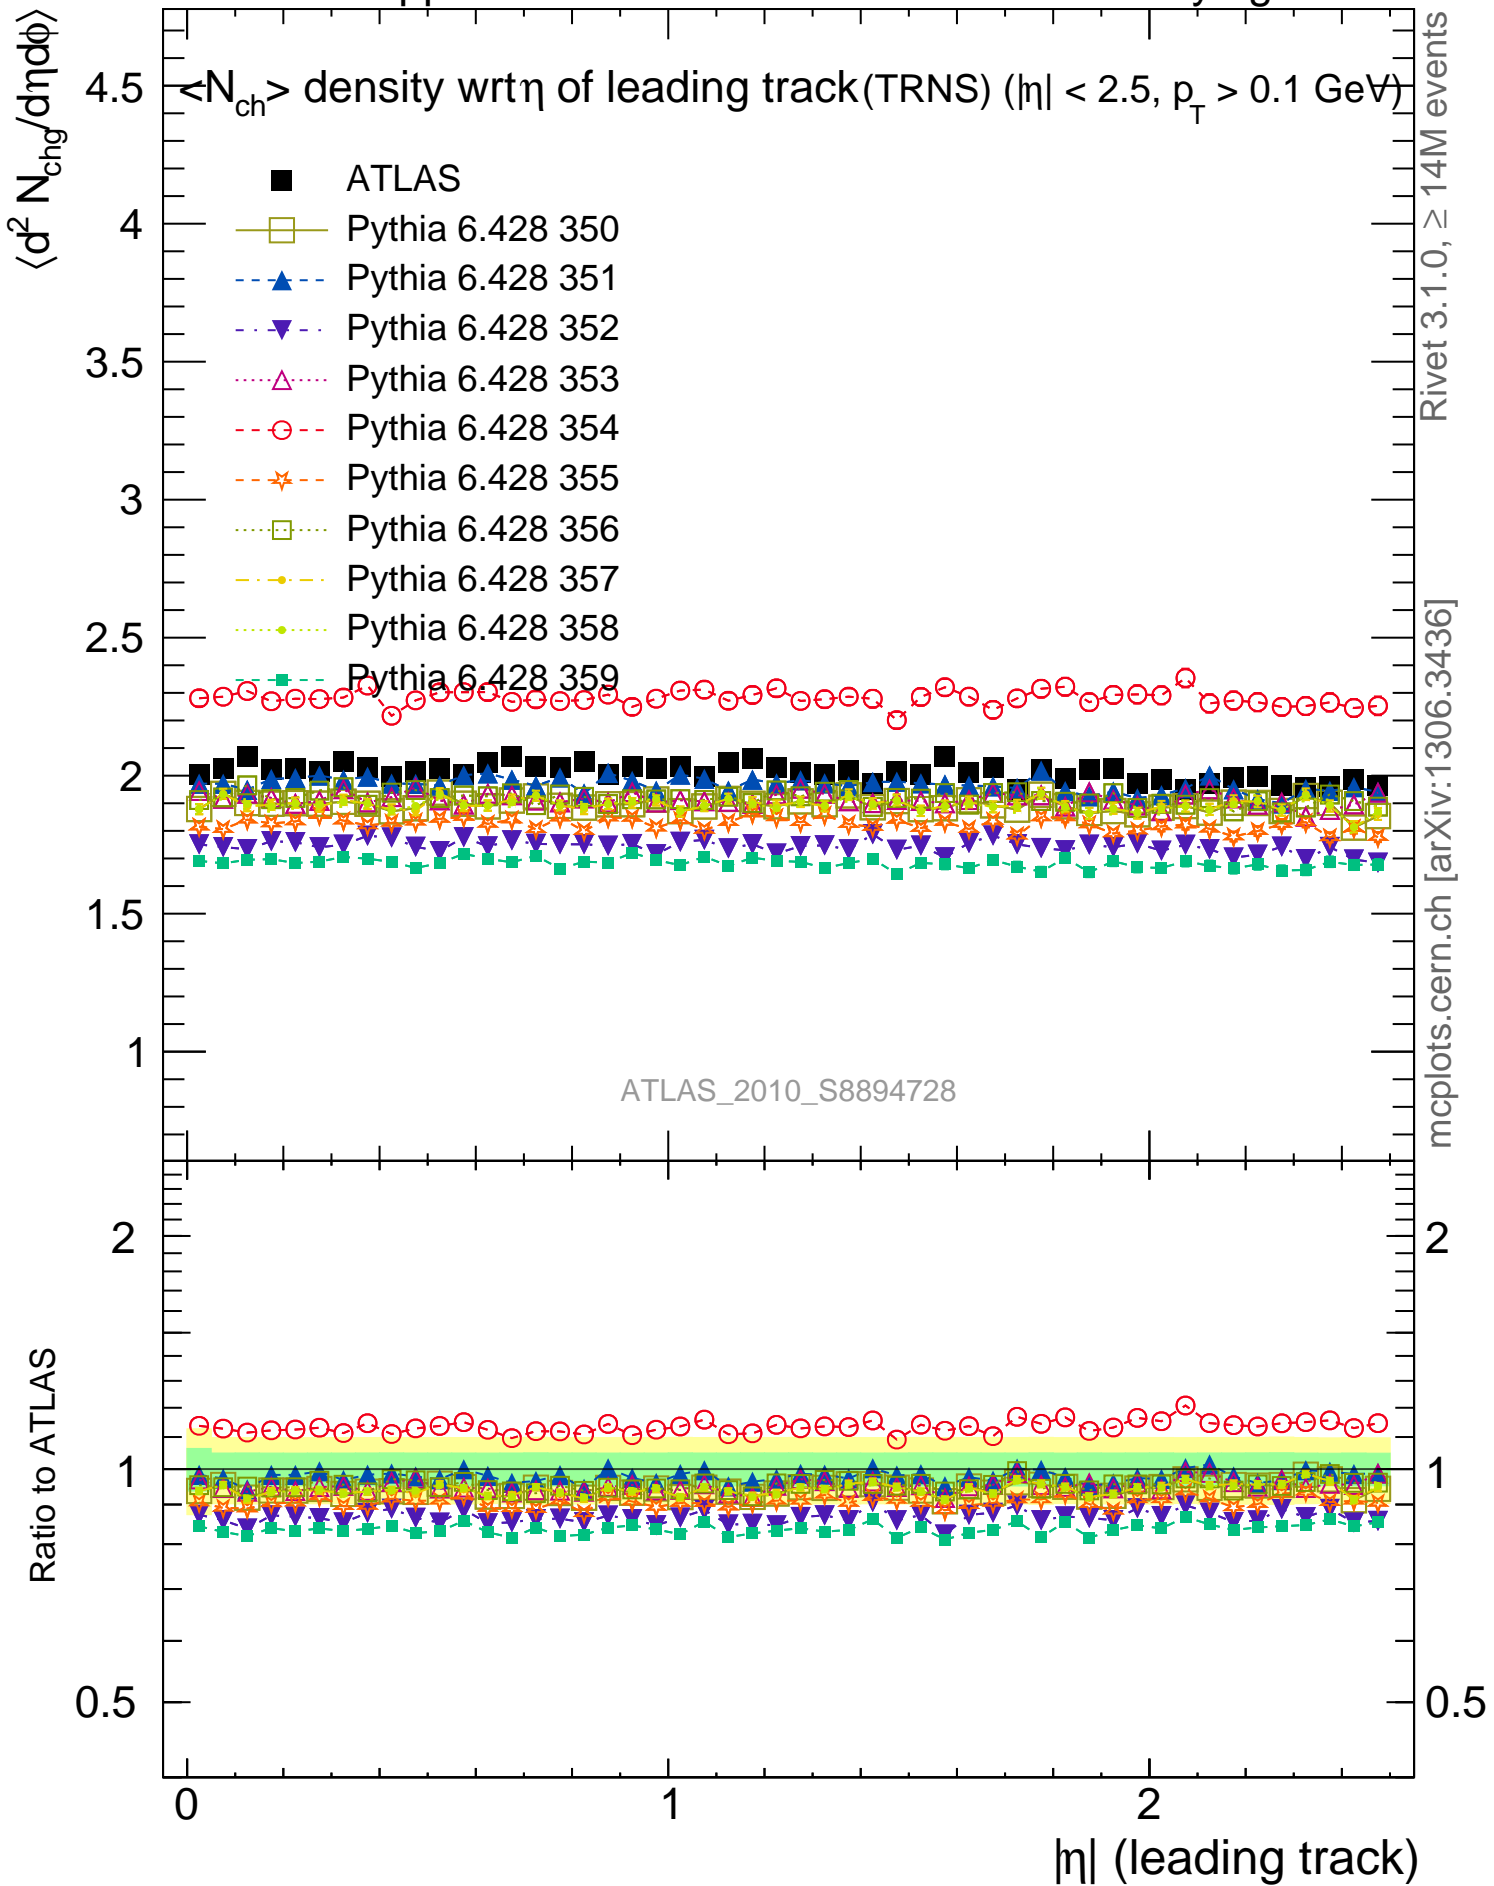 <N_ch> density wrt η of leading track (TRNS) (|η| < 2.5, p_T > 0.1 GeV)
⟨d² N_chg/dηdϕ⟩
4.5
4
3.5
3
2.5
2
1.5
1
ATLAS
Pythia 6.428 350
Pythia 6.428 351
Pythia 6.428 352
Pythia 6.428 353
Pythia 6.428 354
Pythia 6.428 355
Pythia 6.428 356
Pythia 6.428 357
Pythia 6.428 358
Pythia 6.428 359
ATLAS_2010_S8894728
Rivet 3.1.0, ≥ 14M events
mcplots.cern.ch [arXiv:1306.3436]
Ratio to ATLAS
2
1
0.5
2
1
0.5
0
1
2
|η| (leading track)